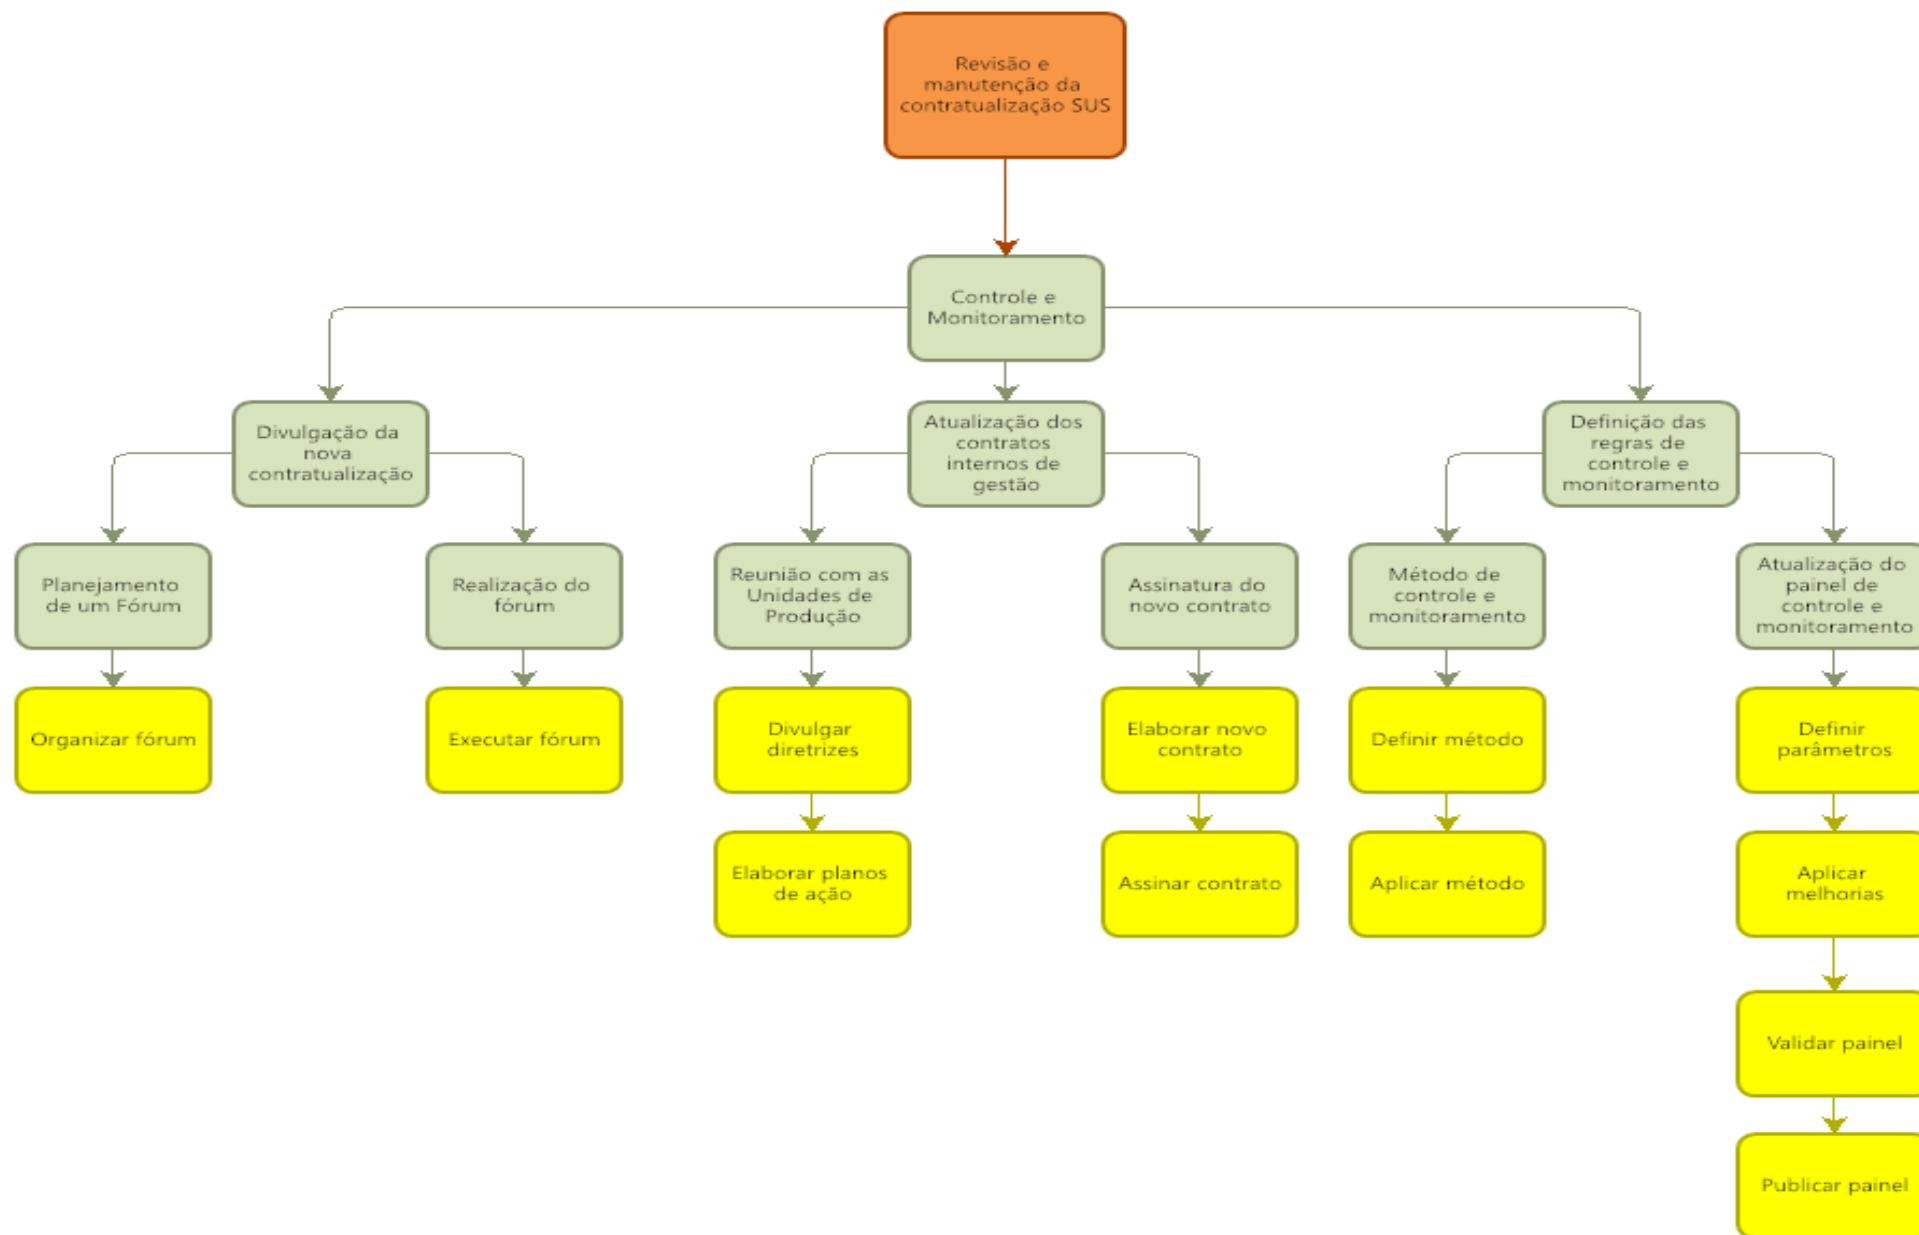 Revisão e
manutenção da
contratualização SUS
Controle e
Monitoramento
Divulgação da
nova
contratualização
Atualização dos
contratos
internos de
gestão
Definição das
regras de
controle e
monitoramento
Planejamento
de um Fórum
Realização do
fórum
Reunião com as
Unidades de
Produção
Assinatura do
novo contrato
Método de
controle e
monitoramento
Atualização do
painel de
controle e
monitoramento
Organizar fórum
Executar fórum
Divulgar
diretrizes
Elaborar novo
contrato
Definir método
Definir
parâmetros
Elaborar planos
de ação
Assinar contrato
Aplicar método
Aplicar
melhorias
Validar painel
Publicar painel